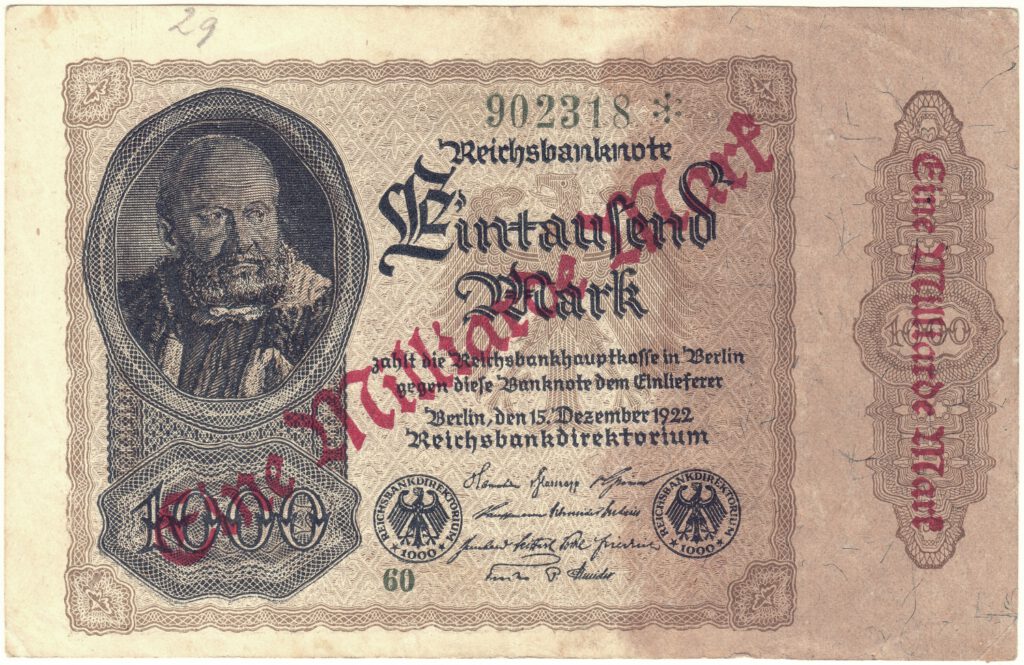 29
902318 *
Reichsbanknote
Eintausend
Mark
Eine Milliarde Mark
zahlt die Reichsbankhauptkasse in Berlin
gegen diese Banknote dem Einlieferer
Berlin, den 15. Dezember 1922
Reichsbankdirektorium
1000
REICHSBANKDIREKTORIUM
1000
REICHSBANKDIREKTORIUM
1000
60
Eine Milliarde Mark
1000